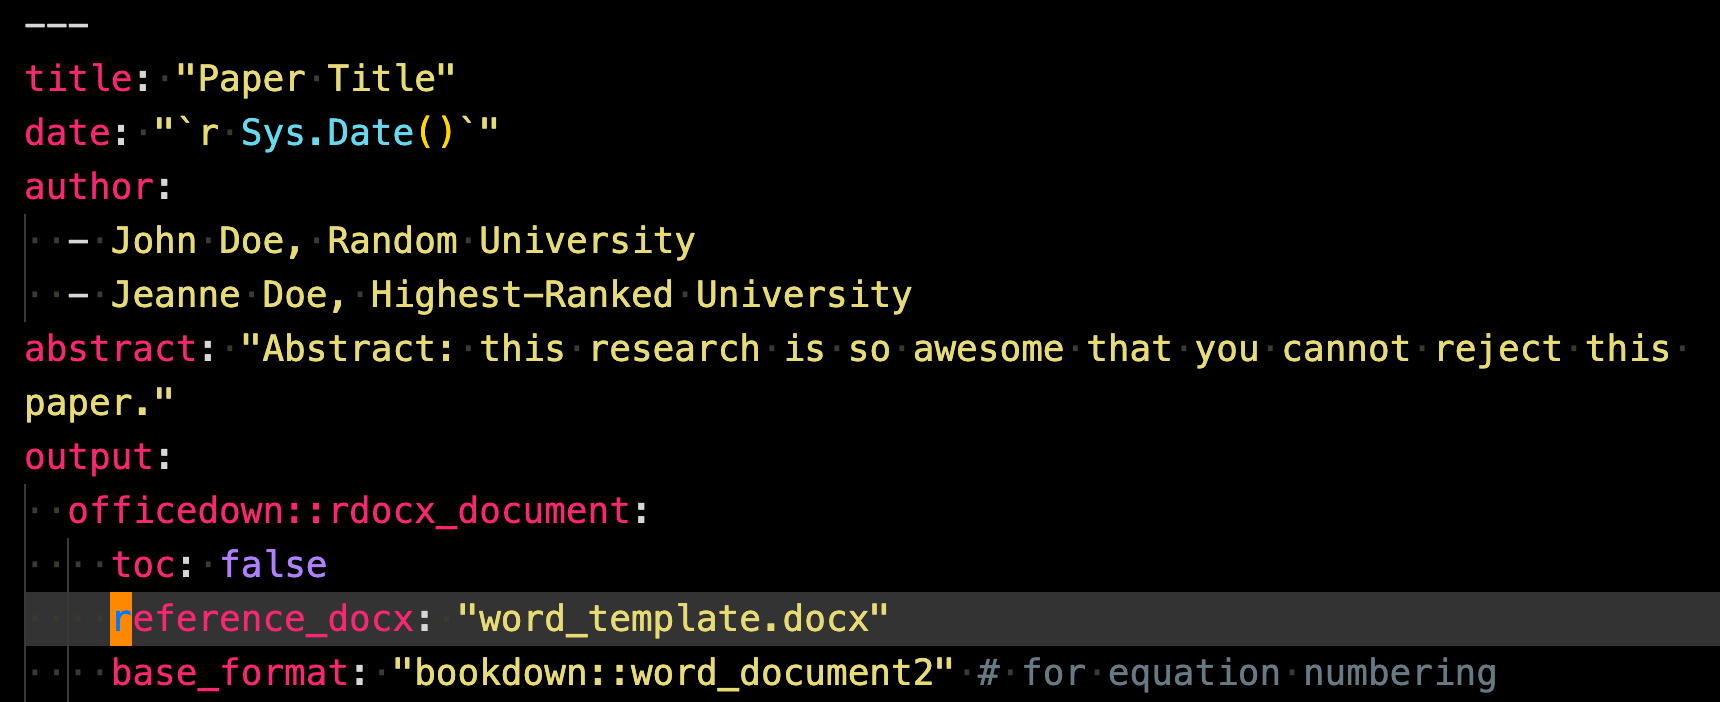 ---
title: "Paper Title"
date: "`r Sys.Date()`"
author:
  - John Doe, Random University
  - Jeanne Doe, Highest-Ranked University
abstract: "Abstract: this research is so awesome that you cannot reject this
paper."
output:
  officedown::rdocx_document:
    toc: false
    reference_docx: "word_template.docx"
    base_format: "bookdown::word_document2" # for equation numbering